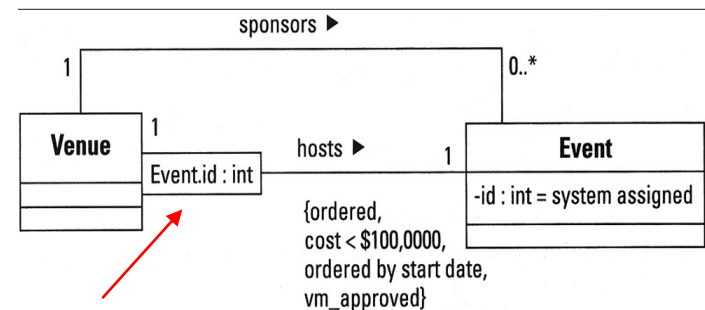 sponsors ▶
1
0..*
Venue
1
Event.id : int
hosts ▶
1
Event
-id : int = system assigned
{ordered,
cost < $100,0000,
ordered by start date,
vm_approved}